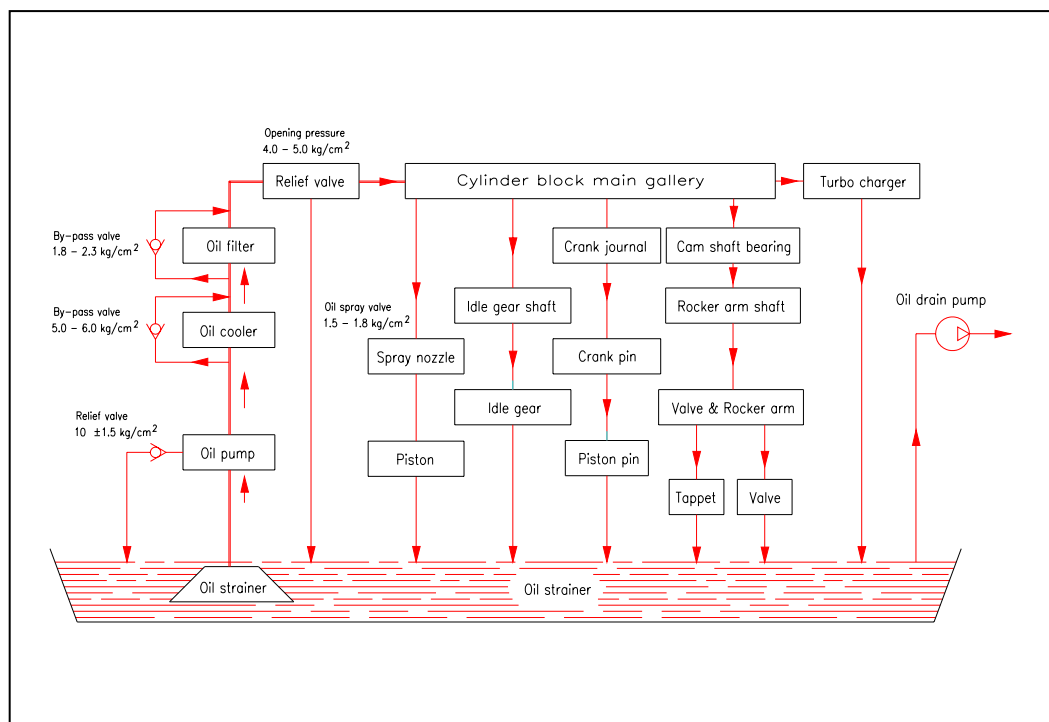 Opening pressure
4.0 – 5.0 kg/cm²
Relief valve
Cylinder block main gallery
Turbo charger
By-pass valve
1.8 – 2.3 kg/cm²
Oil filter
Crank journal
Cam shaft bearing
By-pass valve
5.0 – 6.0 kg/cm²
Oil cooler
Oil spray valve
1.5 – 1.8 kg/cm²
Idle gear shaft
Rocker arm shaft
Oil drain pump
Spray nozzle
Crank pin
Relief valve
10 ±1.5 kg/cm²
Idle gear
Valve & Rocker arm
Oil pump
Piston
Piston pin
Tappet
Valve
Oil strainer
Oil strainer